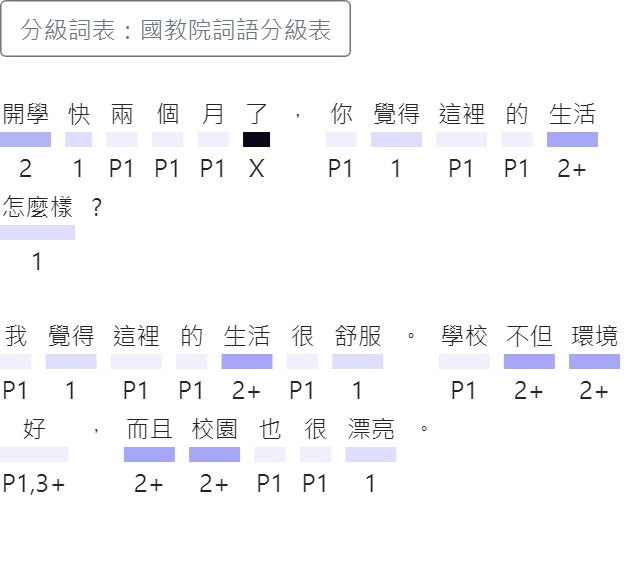 分級詞表：國教院詞語分級表
開學 快 兩 個 月 了 ， 你 覺得 這裡 的 生活
2 1 P1 P1 P1 X P1 1 P1 P1 2+
怎麼樣 ？
1
我 覺得 這裡 的 生活 很 舒服 。 學校 不但 環境
P1 1 P1 P1 2+ P1 1 P1 2+ 2+
好 ， 而且 校園 也 很 漂亮 。
P1,3+ 2+ 2+ P1 P1 1